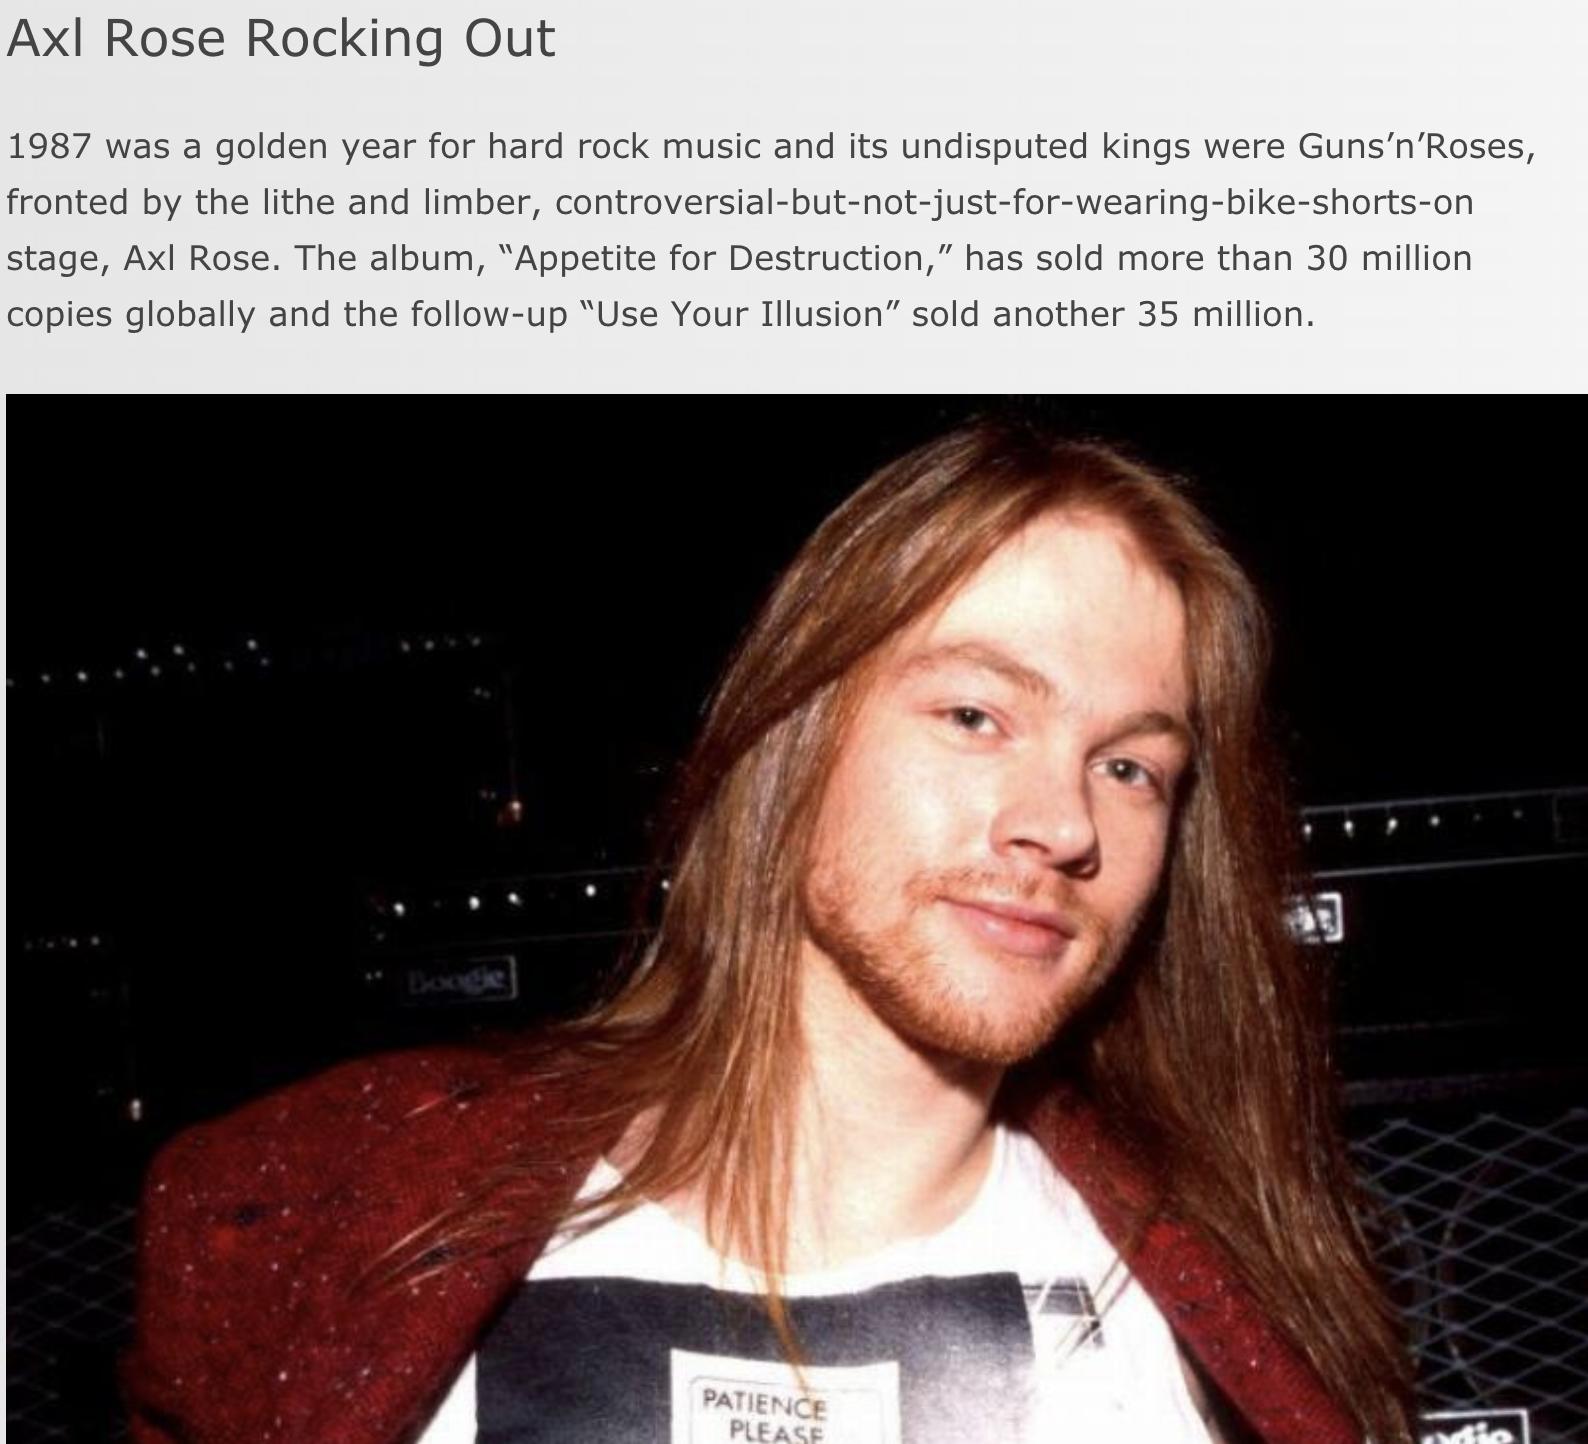 Axl Rose Rocking Out
1987 was a golden year for hard rock music and its undisputed kings were Guns’n’Roses,
fronted by the lithe and limber, controversial-but-not-just-for-wearing-bike-shorts-on
stage, Axl Rose. The album, “Appetite for Destruction,” has sold more than 30 million
copies globally and the follow-up “Use Your Illusion” sold another 35 million.
Boogie
PATIENCE
PLEASE